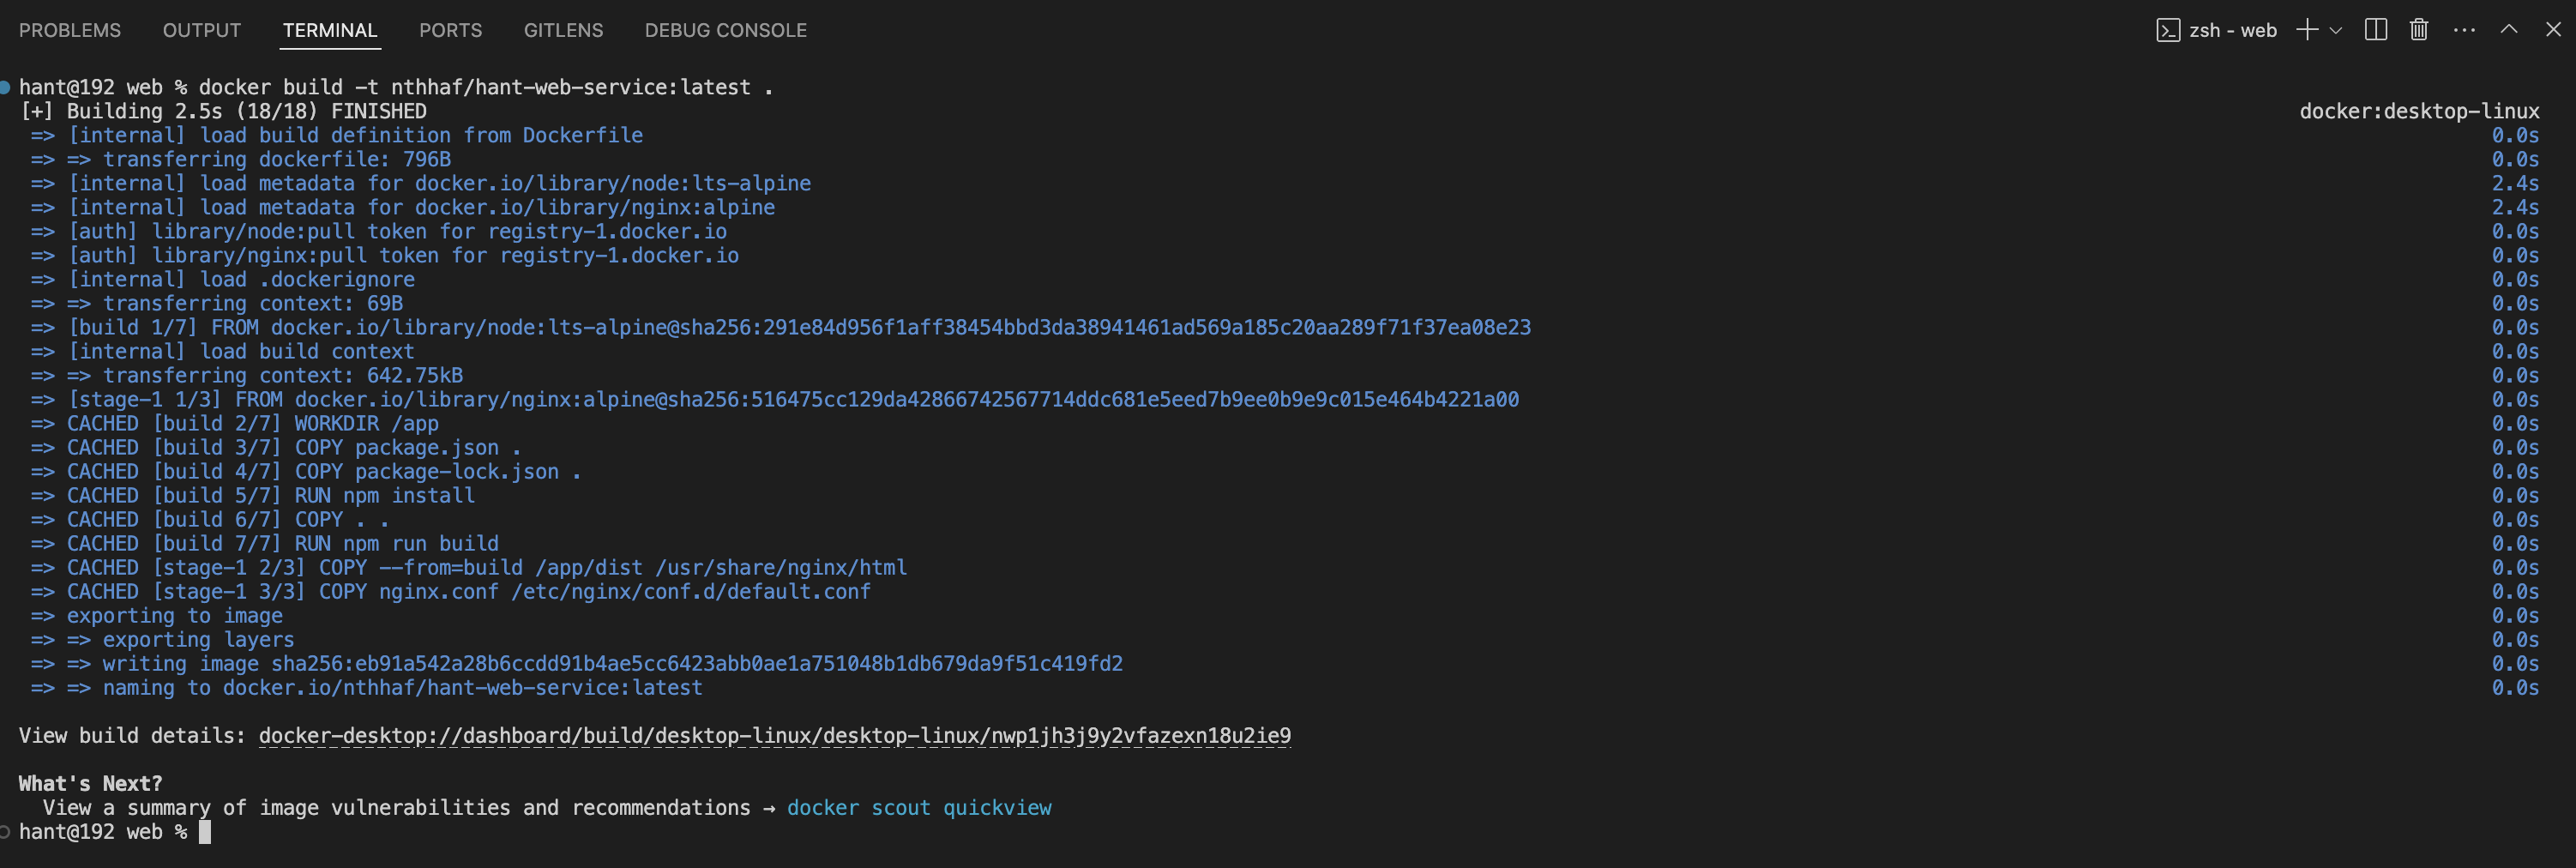 PROBLEMS OUTPUT TERMINAL PORTS GITLENS DEBUG CONSOLE zsh - web
hant@192 web % docker build -t nthhaf/hant-web-service:latest .
[+] Building 2.5s (18/18) FINISHED docker:desktop-linux
=> [internal] load build definition from Dockerfile 0.0s
=> => transferring dockerfile: 796B 0.0s
=> [internal] load metadata for docker.io/library/node:lts-alpine 2.4s
=> [internal] load metadata for docker.io/library/nginx:alpine 2.4s
=> [auth] library/node:pull token for registry-1.docker.io 0.0s
=> [auth] library/nginx:pull token for registry-1.docker.io 0.0s
=> [internal] load .dockerignore 0.0s
=> => transferring context: 69B 0.0s
=> [build 1/7] FROM docker.io/library/node:lts-alpine@sha256:291e84d956f1aff38454bbd3da38941461ad569a185c20aa289f71f37ea08e23 0.0s
=> [internal] load build context 0.0s
=> => transferring context: 642.75kB 0.0s
=> [stage-1 1/3] FROM docker.io/library/nginx:alpine@sha256:516475cc129da42866742567714ddc681e5eed7b9ee0b9e9c015e464b4221a00 0.0s
=> CACHED [build 2/7] WORKDIR /app 0.0s
=> CACHED [build 3/7] COPY package.json . 0.0s
=> CACHED [build 4/7] COPY package-lock.json . 0.0s
=> CACHED [build 5/7] RUN npm install 0.0s
=> CACHED [build 6/7] COPY . . 0.0s
=> CACHED [build 7/7] RUN npm run build 0.0s
=> CACHED [stage-1 2/3] COPY --from=build /app/dist /usr/share/nginx/html 0.0s
=> CACHED [stage-1 3/3] COPY nginx.conf /etc/nginx/conf.d/default.conf 0.0s
=> exporting to image 0.0s
=> => exporting layers 0.0s
=> => writing image sha256:eb91a542a28b6ccdd91b4ae5cc6423abb0ae1a751048b1db679da9f51c419fd2 0.0s
=> => naming to docker.io/nthhaf/hant-web-service:latest 0.0s
View build details: docker-desktop://dashboard/build/desktop-linux/desktop-linux/nwp1jh3j9y2vfazexn18u2ie9
What's Next?
View a summary of image vulnerabilities and recommendations → docker scout quickview
hant@192 web %